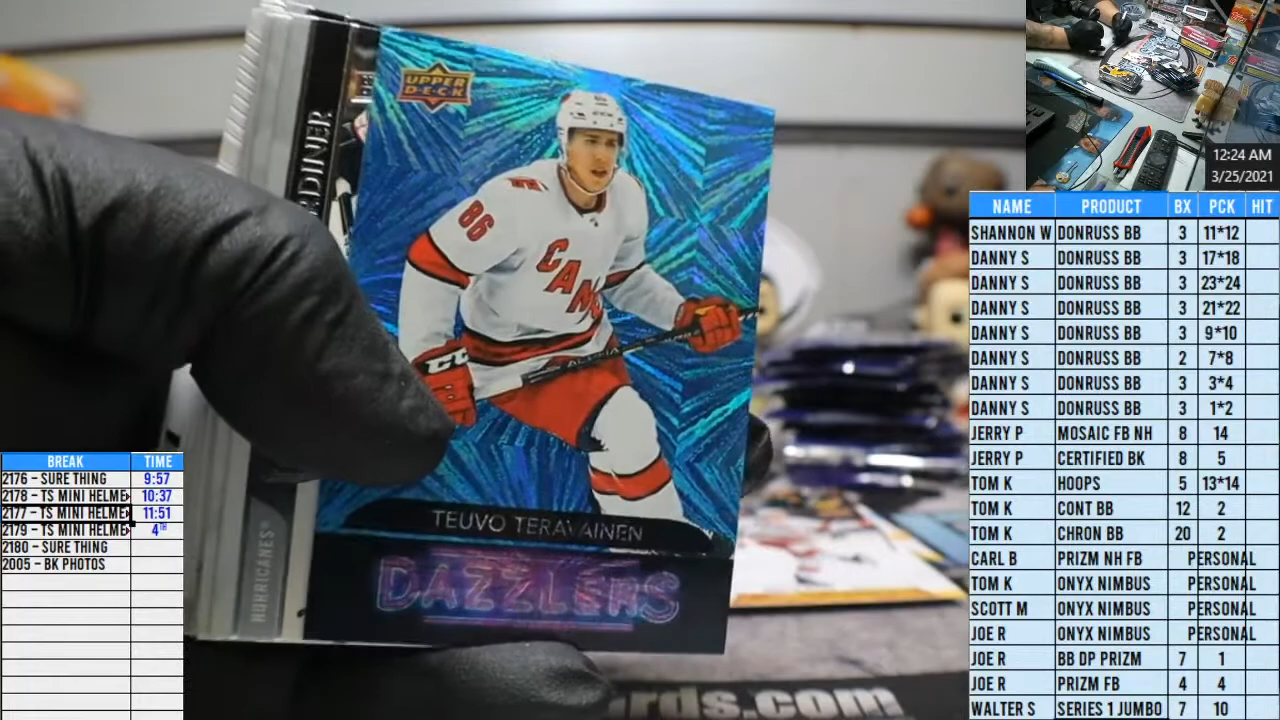 UPPER
DECK
86
CAN
CCM
ALPHA
TEUVO TERAVAINEN
DAZZLERS
HURRICANES
ards.com
12:24 AM
3/25/2021
NAME PRODUCT BX PCK HIT
SHANNON W DONRUSS BB 3 11*12
DANNY S DONRUSS BB 3 17*18
DANNY S DONRUSS BB 3 23*24
DANNY S DONRUSS BB 3 21*22
DANNY S DONRUSS BB 3 9*10
DANNY S DONRUSS BB 2 7*8
DANNY S DONRUSS BB 3 3*4
DANNY S DONRUSS BB 3 1*2
JERRY P MOSAIC FB NH 8 14
JERRY P CERTIFIED BK 8 5
TOM K HOOPS 5 13*14
TOM K CONT BB 12 2
TOM K CHRON BB 20 2
CARL B PRIZM NH FB PERSONAL
TOM K ONYX NIMBUS PERSONAL
SCOTT M ONYX NIMBUS PERSONAL
JOE R ONYX NIMBUS PERSONAL
JOE R BB DP PRIZM 7 1
JOE R PRIZM FB 4 4
WALTER S SERIES 1 JUMBO 7 10
BREAK TIME
2176 – SURE THING 9:57
2178 – TS MINI HELME 10:37
2177 – TS MINI HELME 11:51
2179 – TS MINI HELME 4TH
2180 – SURE THING
2005 – BK PHOTOS